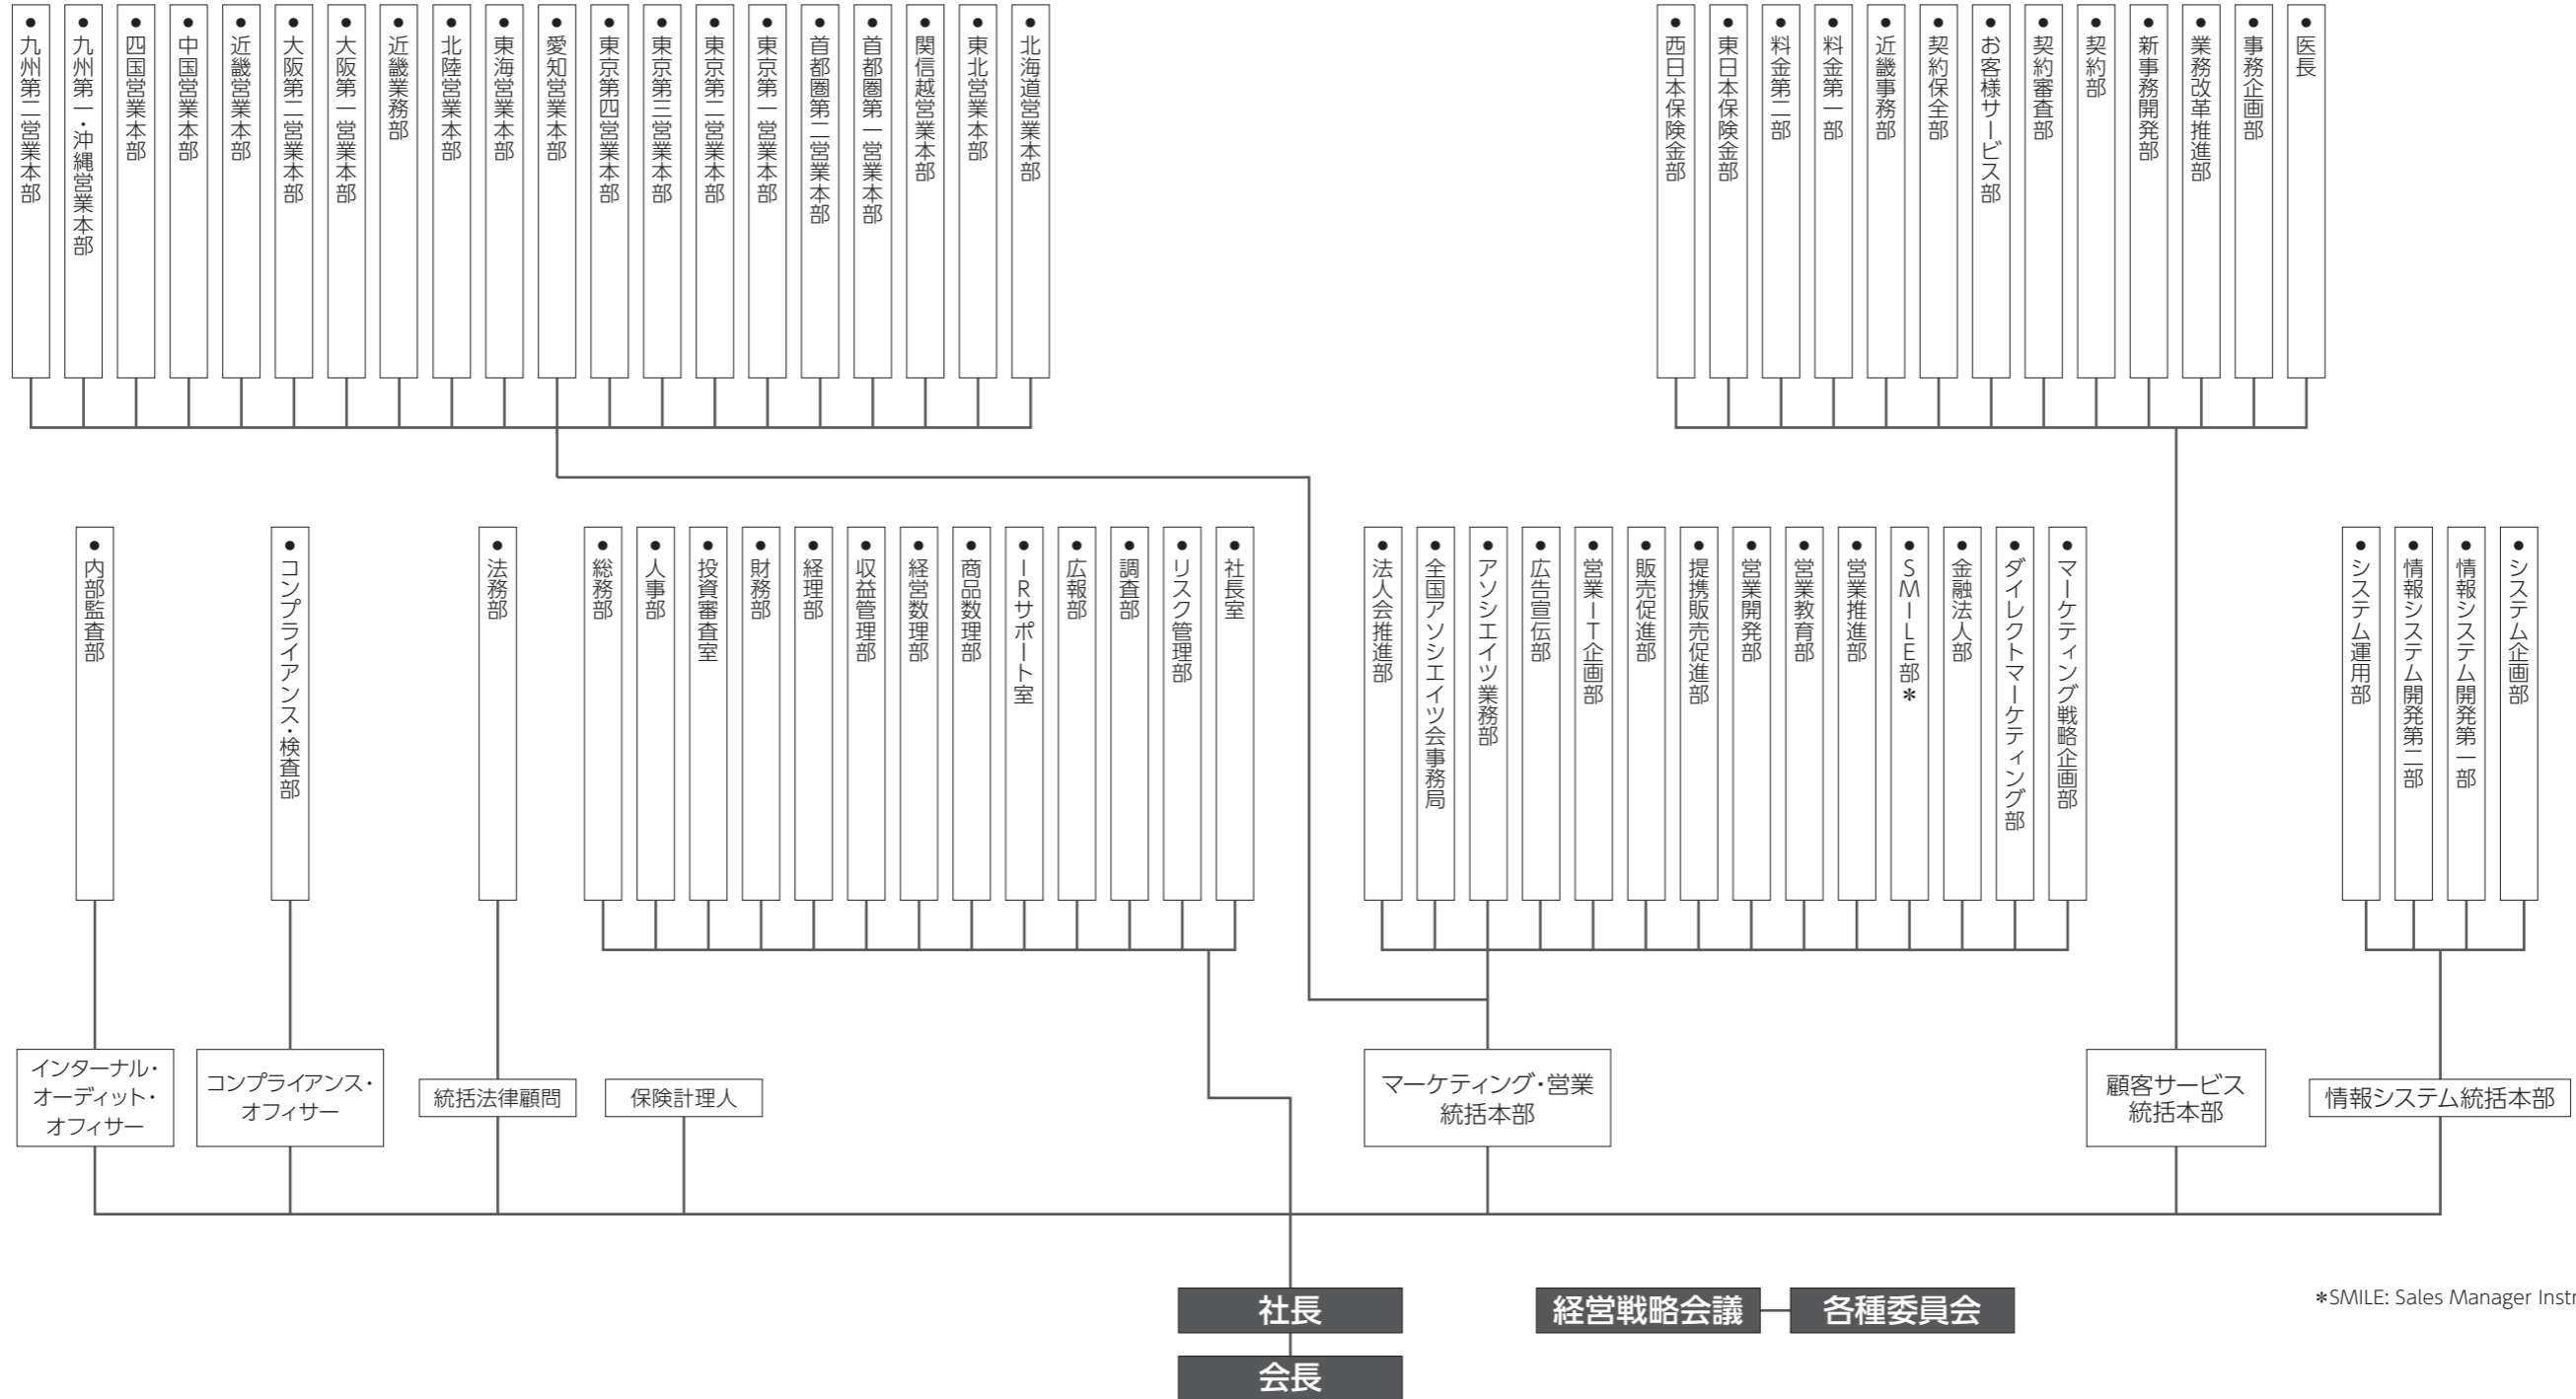 ●九州第二営業本部
●九州第一・沖縄営業本部
●四国営業本部
●中国営業本部
●近畿営業本部
●大阪第二営業本部
●大阪第一営業本部
●近畿業務部
●北陸営業本部
●東海営業本部
●愛知営業本部
●東京第四営業本部
●東京第三営業本部
●東京第二営業本部
●東京第一営業本部
●首都圏第二営業本部
●首都圏第一営業本部
●関信越営業本部
●東北営業本部
●北海道営業本部
●西日本保険金部
●東日本保険金部
●料金第二部
●料金第一部
●近畿事務部
●契約保全部
●お客様サービス部
●契約審査部
●契約部
●新事務開発部
●業務改革推進部
●事務企画部
●医長
●内部監査部
●コンプライアンス・検査部
●法務部
●総務部
●人事部
●投資審査室
●財務部
●経理部
●収益管理部
●経営数理部
●商品数理部
●IRサポート室
●広報部
●調査部
●リスク管理部
●社長室
●法人会推進部
●全国アソシエイツ会事務局
●アソシエイツ業務部
●広告宣伝部
●営業IT企画部
●販売促進部
●提携販売促進部
●営業開発部
●営業教育部
●営業推進部
●SMILE部*
●金融法人部
●ダイレクトマーケティング部
●マーケティング戦略企画部
●システム運用部
●情報システム開発第二部
●情報システム開発第一部
●システム企画部
インターナル・
オーディット・
オフィサー
コンプライアンス・
オフィサー
統括法律顧問
保険計理人
マーケティング・営業
統括本部
顧客サービス
統括本部
情報システム統括本部
社長
会長
経営戦略会議
各種委員会
*SMILE: Sales Manager